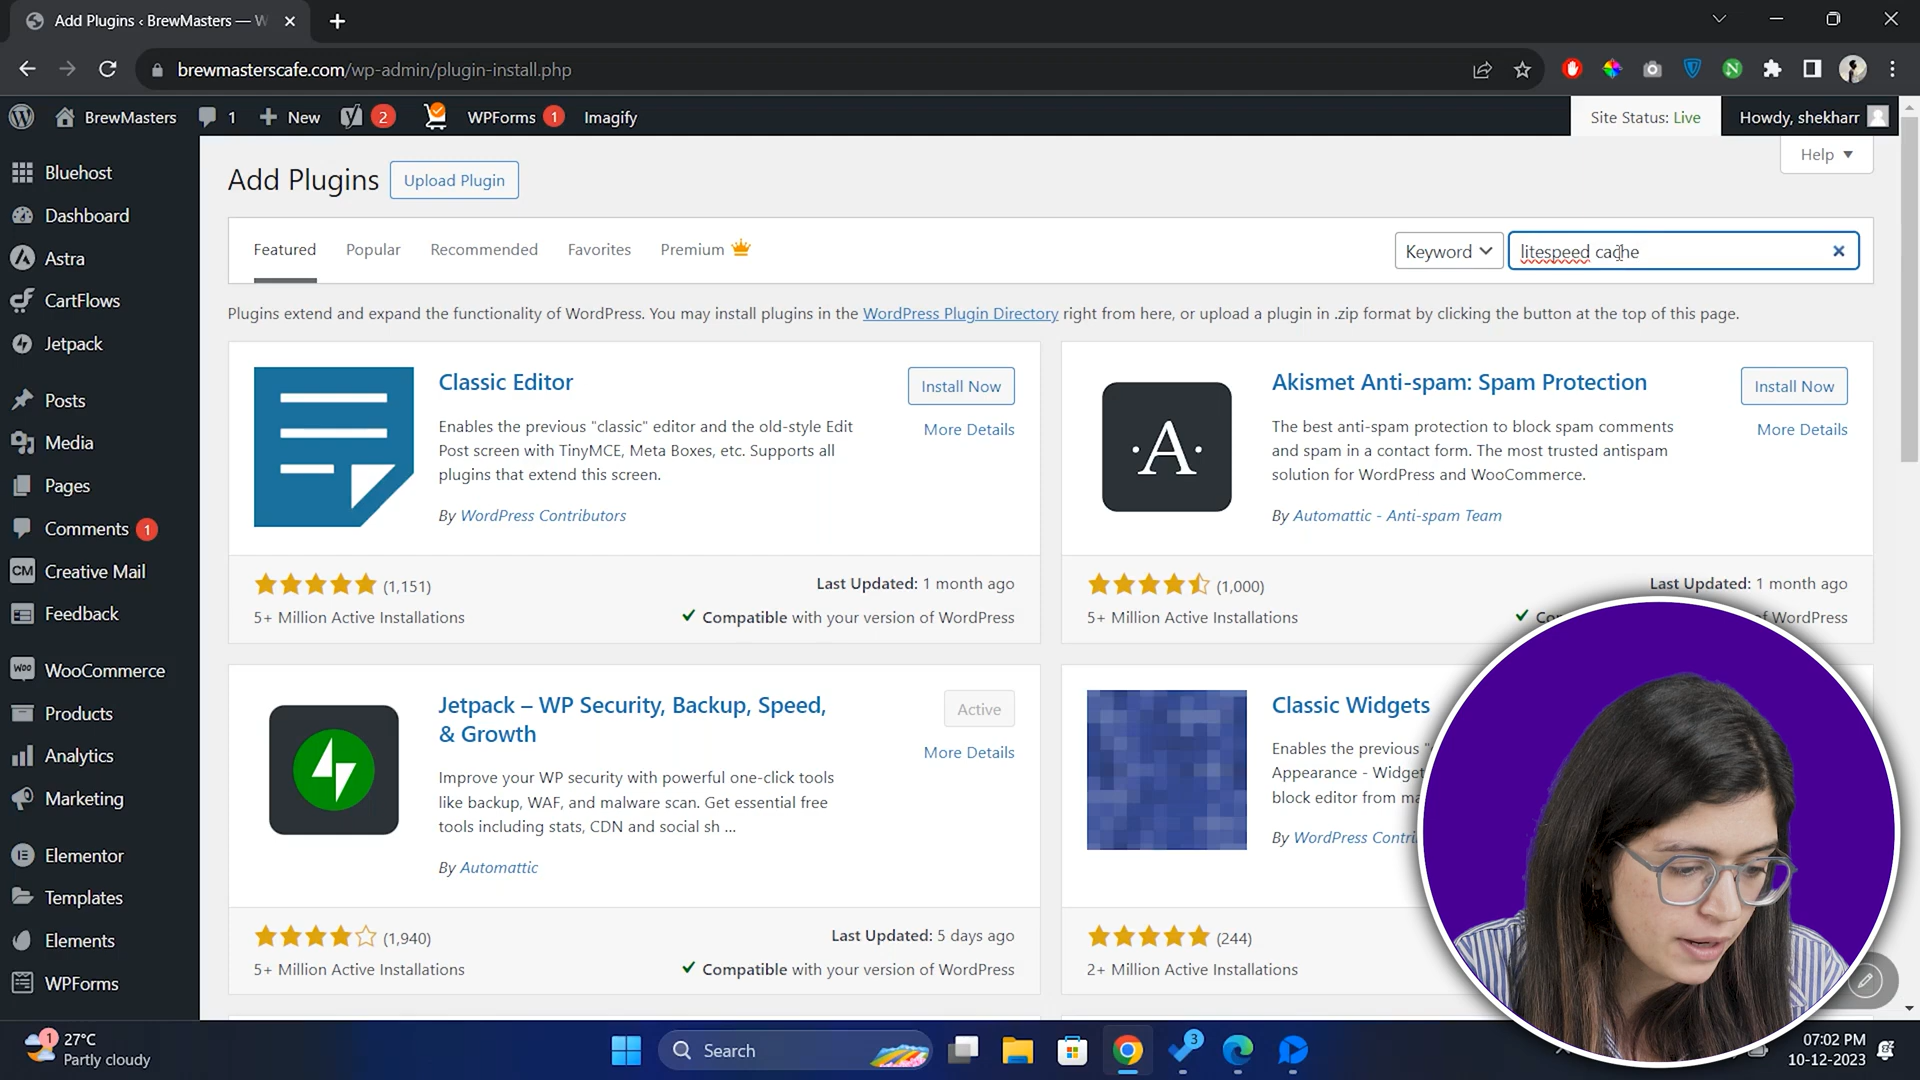 Add Plugins ‹ BrewMasters — W
brewmasterscafe.com/wp-admin/plugin-install.php
BrewMasters 1 New 2 WPForms 1 Imagify Site Status: Live Howdy, shekharr
Help
Add Plugins Upload Plugin
Featured Popular Recommended Favorites Premium Keyword litespeed cache
Plugins extend and expand the functionality of WordPress. You may install plugins in the WordPress Plugin Directory right from here, or upload a plugin in .zip format by clicking the button at the top of this page.
Bluehost
Dashboard
Astra
CartFlows
Jetpack
Posts
Media
Pages
Comments 1
CM Creative Mail
Feedback
Woo WooCommerce
Products
Analytics
Marketing
Elementor
Templates
Elements
WPForms
Classic Editor
Install Now
More Details
Enables the previous "classic" editor and the old-style Edit
Post screen with TinyMCE, Meta Boxes, etc. Supports all
plugins that extend this screen.
By WordPress Contributors
(1,151)
Last Updated: 1 month ago
5+ Million Active Installations
Compatible with your version of WordPress
·A·
Akismet Anti-spam: Spam Protection
Install Now
More Details
The best anti-spam protection to block spam comments
and spam in a contact form. The most trusted antispam
solution for WordPress and WooCommerce.
By Automattic - Anti-spam Team
(1,000)
Last Updated: 1 month ago
5+ Million Active Installations
WordPress
Jetpack – WP Security, Backup, Speed,
& Growth
Active
More Details
Improve your WP security with powerful one-click tools
like backup, WAF, and malware scan. Get essential free
tools including stats, CDN and social sh ...
By Automattic
(1,940)
Last Updated: 5 days ago
5+ Million Active Installations
Compatible with your version of WordPress
Classic Widgets
Enables the previous "
Appearance - Widget
block editor from
By WordPress Contri
(244)
2+ Million Active Installations
1 27°C
Partly cloudy
Search
3
07:02 PM
10-12-2023